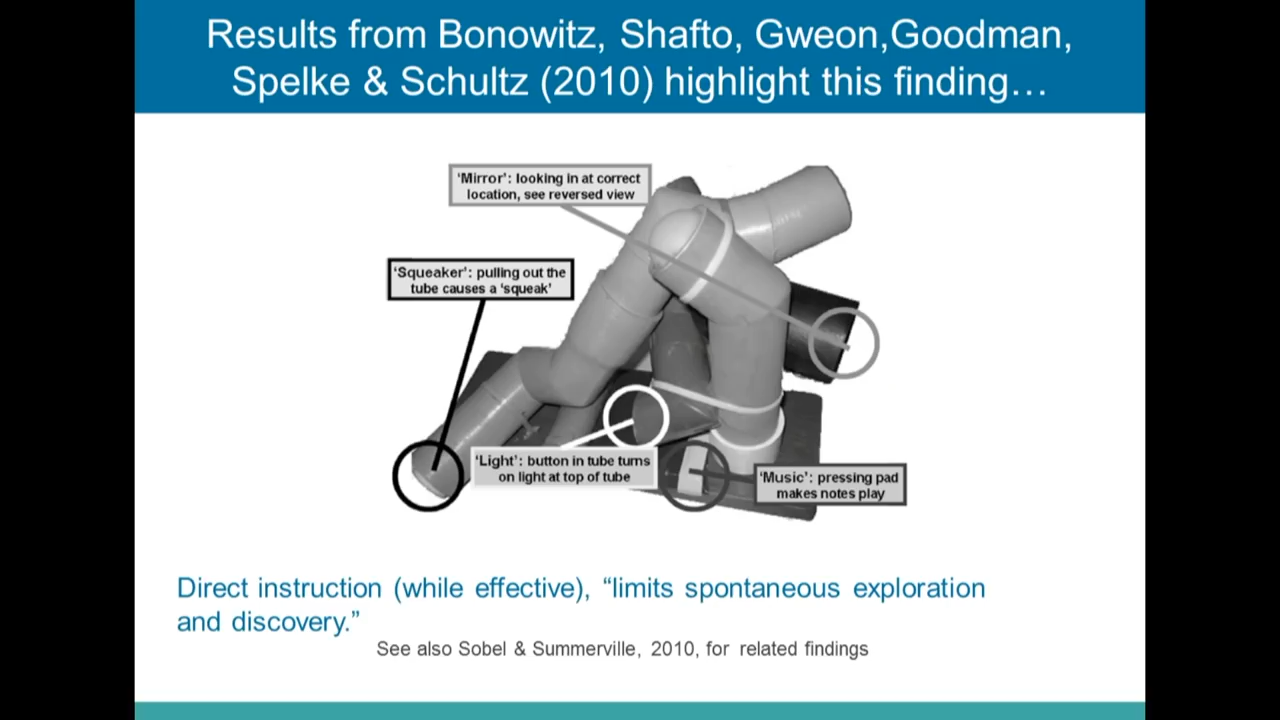 Results from Bonowitz, Shafto, Gweon,Goodman,
Spelke & Schultz (2010) highlight this finding…
‘Mirror’: looking in at correct
location, see reversed view
‘Squeaker’: pulling out the
tube causes a ‘squeak’
‘Light’: button in tube turns
on light at top of tube
‘Music’: pressing pad
makes notes play
Direct instruction (while effective), “limits spontaneous exploration
and discovery.”
See also Sobel & Summerville, 2010, for related findings